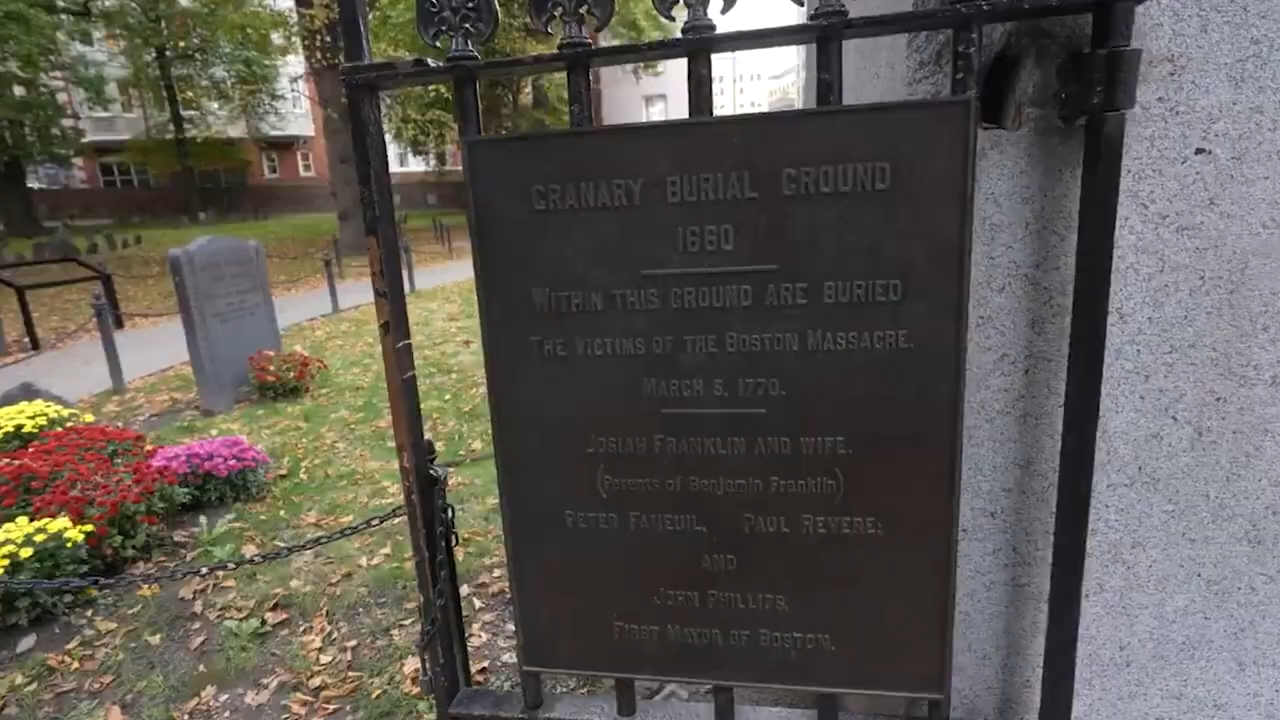 GRANARY BURIAL GROUND
1660
WITHIN THIS GROUND ARE BURIED
THE VICTIMS OF THE BOSTON MASSACRE.
MARCH 5, 1770.
JOSIAH FRANKLIN AND WIFE.
(Parents of Benjamin Franklin)
PETER FANEUIL, PAUL REVERE;
AND
JOHN PHILLIPS,
FIRST MAYOR OF BOSTON.